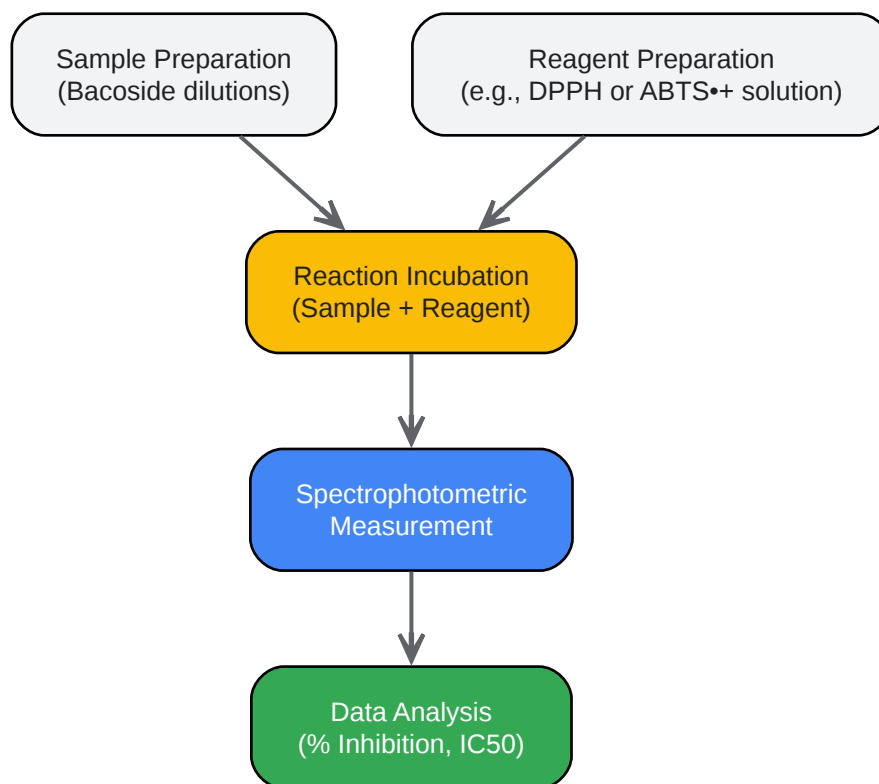 Sample Preparation
(Bacoside dilutions)
Reagent Preparation
(e.g., DPPH or ABTS•+ solution)
Reaction Incubation
(Sample + Reagent)
Spectrophotometric
Measurement
Data Analysis
(% Inhibition, IC50)